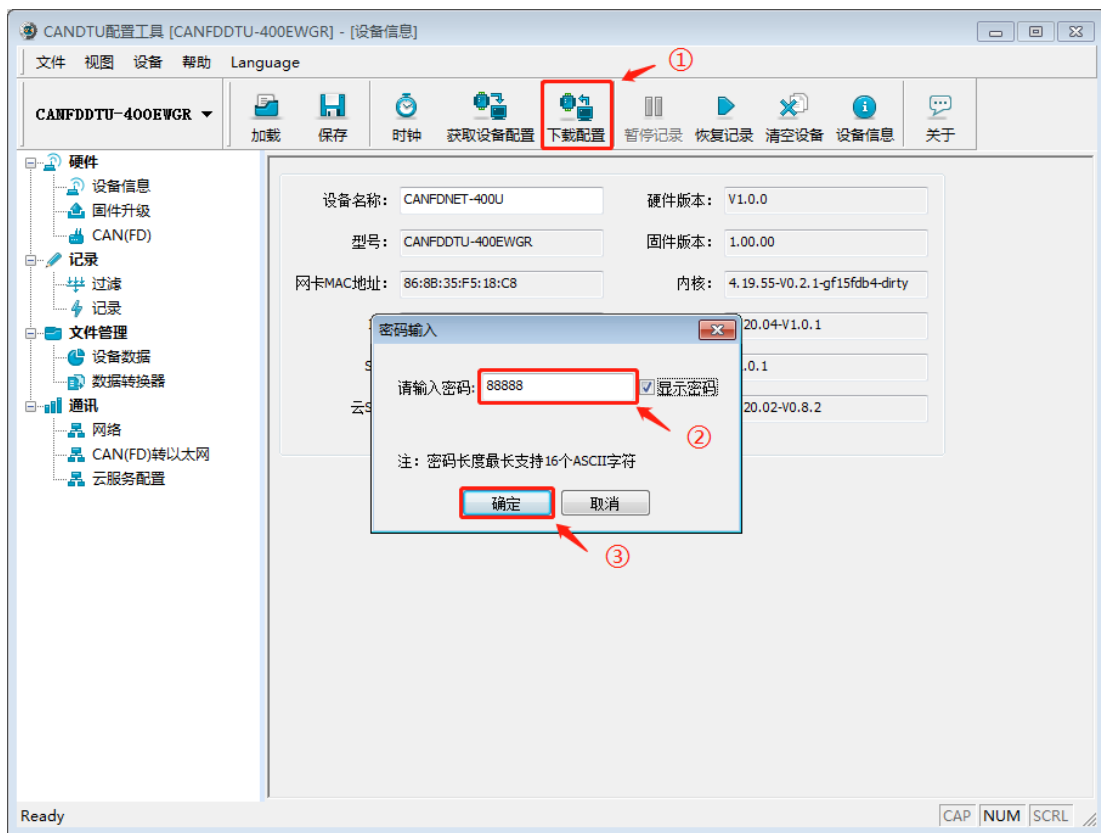 CANDTU配置工具 [CANFDDTU-400EWGR] - [设备信息]
文件 视图 设备 帮助 Language
①
CANFDDTU-400EWGR
加载 保存 时钟 获取设备配置 下载配置 暂停记录 恢复记录 清空设备 设备信息 关于
硬件
设备信息
固件升级
CAN(FD)
记录
过滤
记录
文件管理
设备数据
数据转换器
通讯
网络
CAN(FD)转以太网
云服务配置
设备名称: CANFDNET-400U 硬件版本: V1.0.0
型号: CANFDDTU-400EWGR 固件版本: 1.00.00
网卡MAC地址: 86:8B:35:F5:18:C8 内核: 4.19.55-V0.2.1-gf15fdb4-dirty
20.04-V1.0.1
.0.1
20.02-V0.8.2
云S
密码输入
请输入密码: 88888 显示密码
②
注：密码长度最长支持16个ASCII字符
确定 取消
③
Ready CAP NUM SCRL